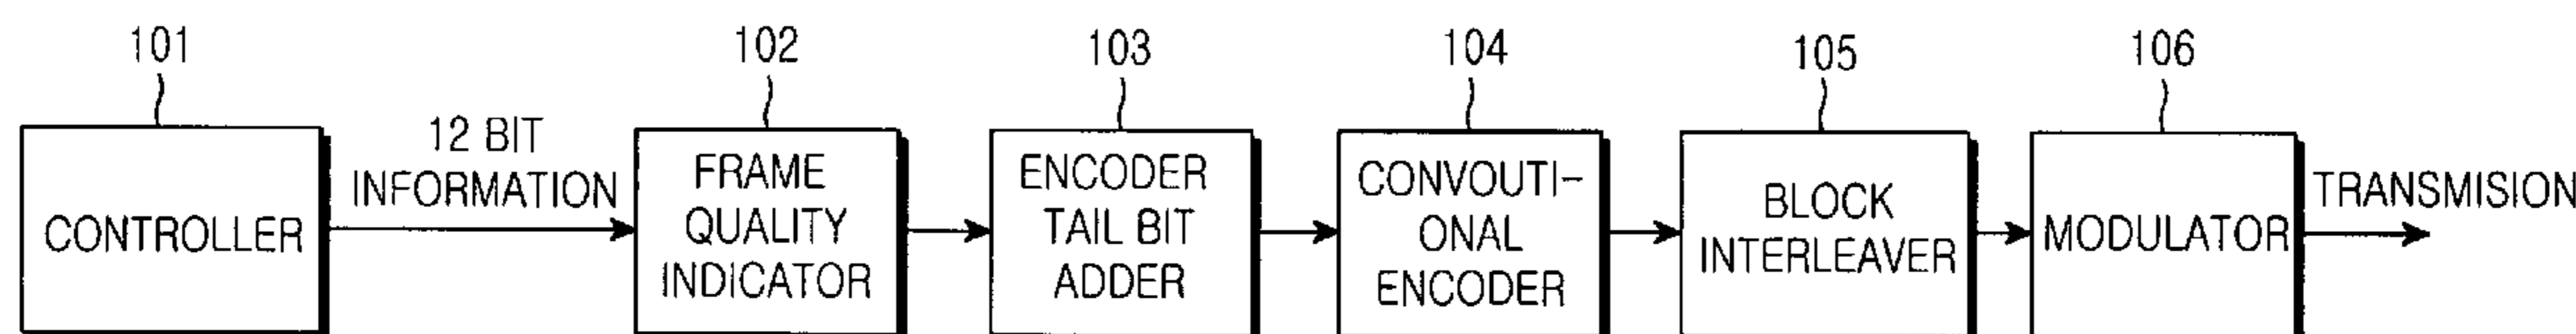 101
102
103
104
105
106
CONTROLLER
12 BIT
INFORMATION
FRAME
QUALITY
INDICATOR
ENCODER
TAIL BIT
ADDER
CONVOUTI-
ONAL
ENCODER
BLOCK
INTERLEAVER
MODULATOR
TRANSMISION